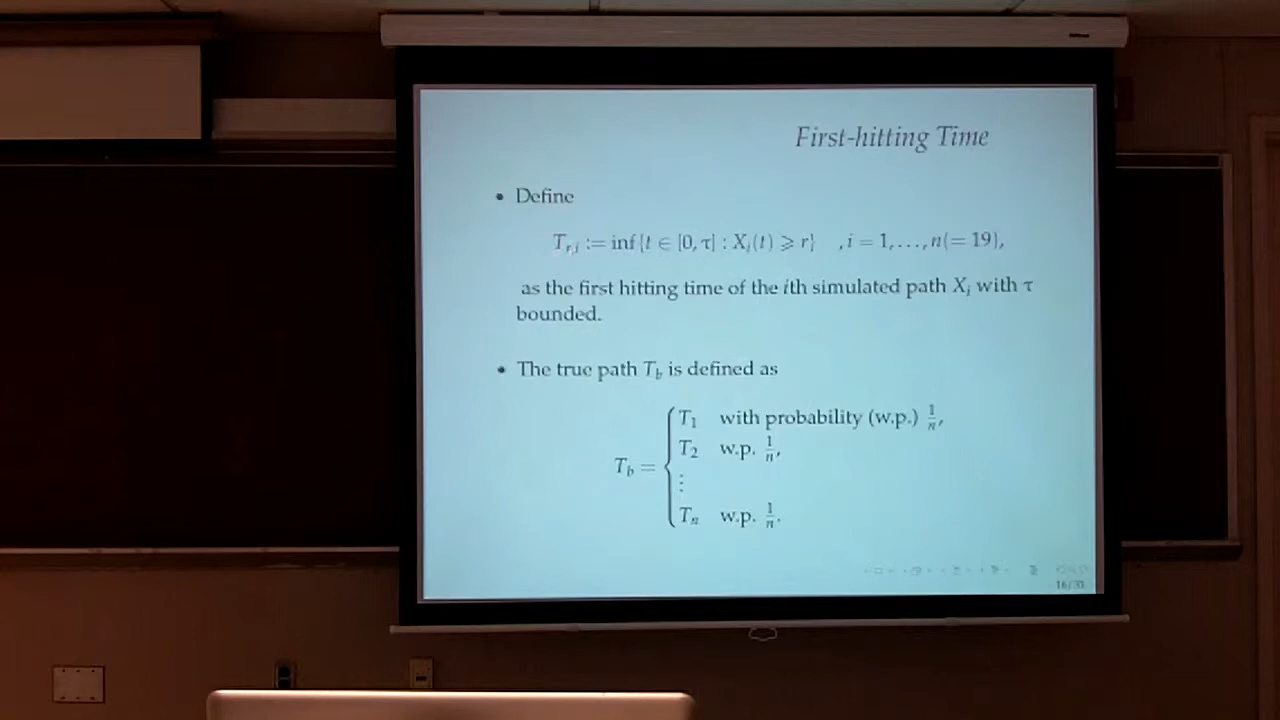 First-hitting Time
• Define
T_{r,i} := inf{t ∈ [0, τ] : X_i(t) ⩾ r} , i = 1, . . . , n(= 19),
as the first hitting time of the ith simulated path X_i with τ
bounded.
• The true path T_b is defined as
T_1 with probability (w.p.) 1/n,
T_2 w.p. 1/n,
T_b =
⋮
T_n w.p. 1/n.
16/31